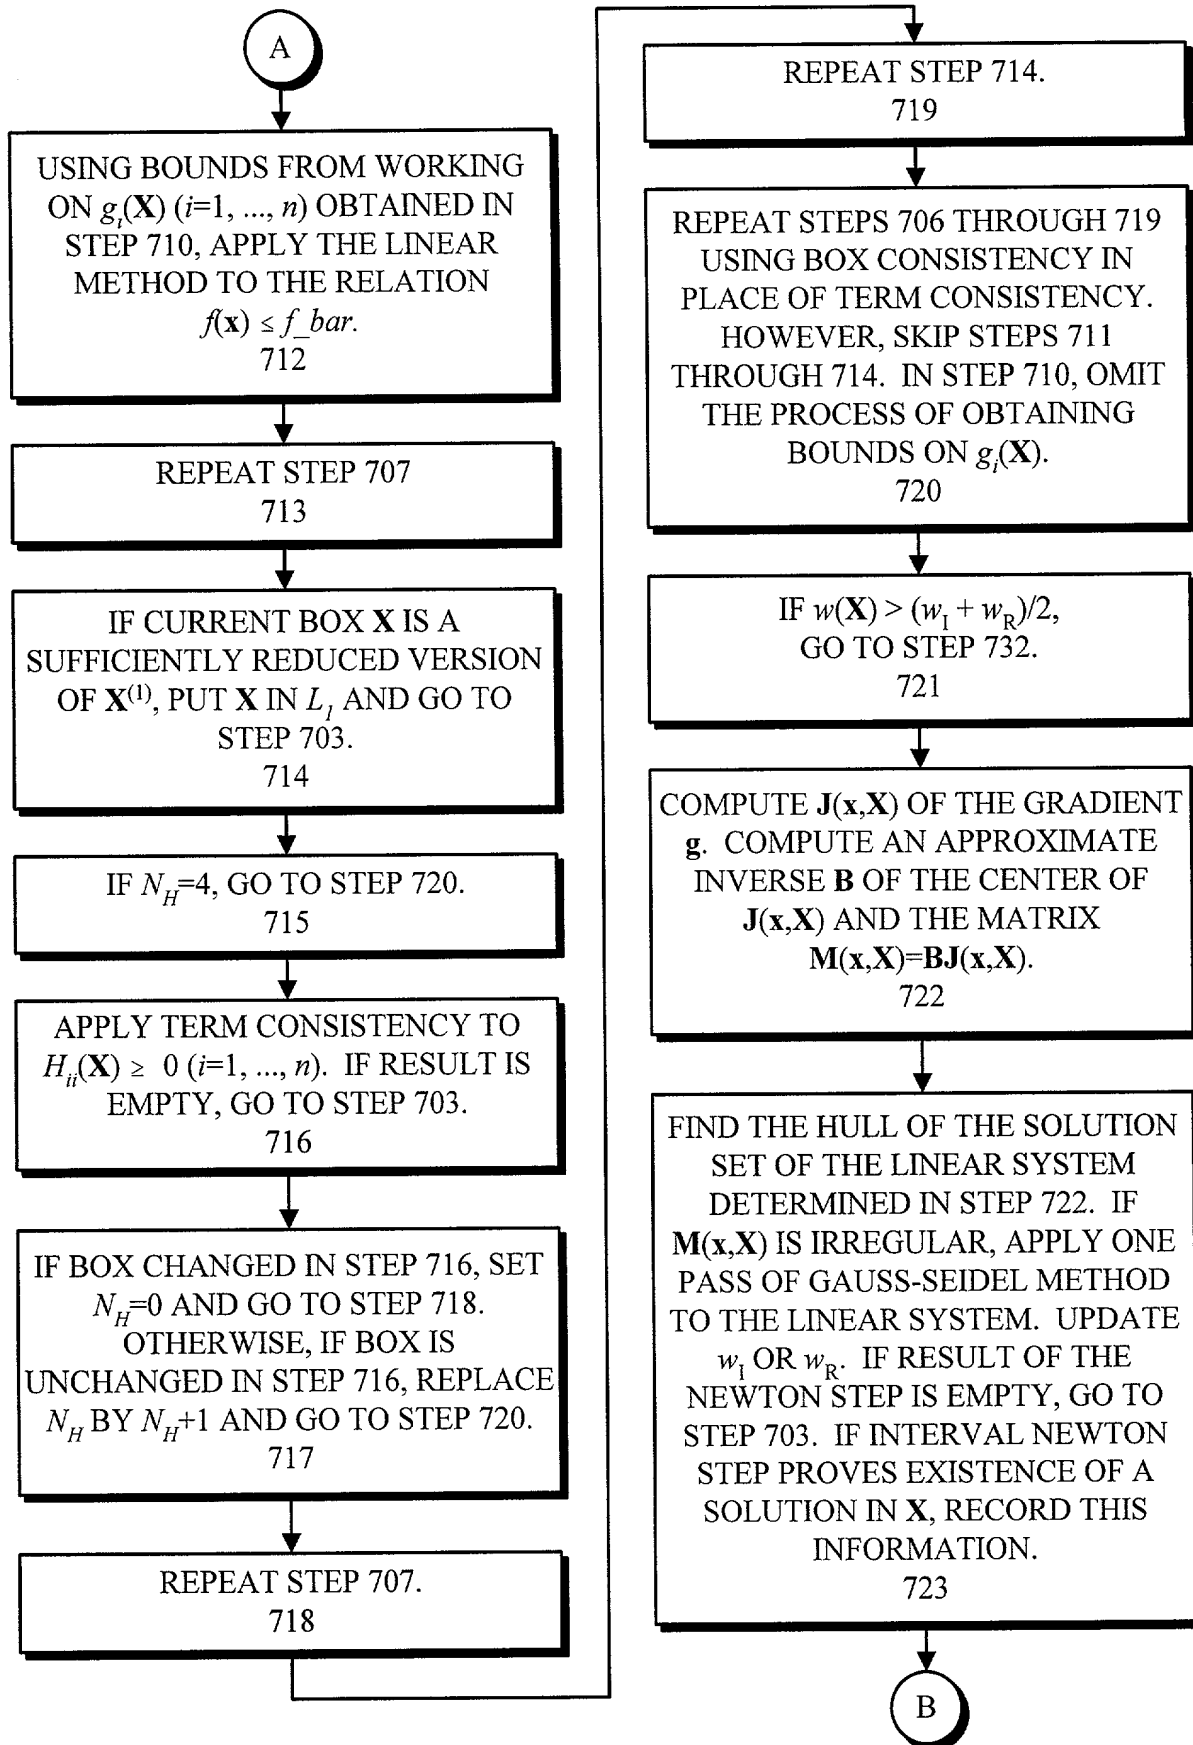 A
USING BOUNDS FROM WORKING
ON g_i(X) (i=1, ..., n) OBTAINED IN
STEP 710, APPLY THE LINEAR
METHOD TO THE RELATION
f(x) ≤ f_bar.
712
REPEAT STEP 707
713
IF CURRENT BOX X IS A
SUFFICIENTLY REDUCED VERSION
OF X^(1), PUT X IN L_1 AND GO TO
STEP 703.
714
IF N_H=4, GO TO STEP 720.
715
APPLY TERM CONSISTENCY TO
H_ii(X) ≥ 0 (i=1, ..., n). IF RESULT IS
EMPTY, GO TO STEP 703.
716
IF BOX CHANGED IN STEP 716, SET
N_H=0 AND GO TO STEP 718.
OTHERWISE, IF BOX IS
UNCHANGED IN STEP 716, REPLACE
N_H BY N_H+1 AND GO TO STEP 720.
717
REPEAT STEP 707.
718
REPEAT STEP 714.
719
REPEAT STEPS 706 THROUGH 719
USING BOX CONSISTENCY IN
PLACE OF TERM CONSISTENCY.
HOWEVER, SKIP STEPS 711
THROUGH 714. IN STEP 710, OMIT
THE PROCESS OF OBTAINING
BOUNDS ON g_i(X).
720
IF w(X) > (w_I + w_R)/2,
GO TO STEP 732.
721
COMPUTE J(x,X) OF THE GRADIENT
g. COMPUTE AN APPROXIMATE
INVERSE B OF THE CENTER OF
J(x,X) AND THE MATRIX
M(x,X)=BJ(x,X).
722
FIND THE HULL OF THE SOLUTION
SET OF THE LINEAR SYSTEM
DETERMINED IN STEP 722. IF
M(x,X) IS IRREGULAR, APPLY ONE
PASS OF GAUSS-SEIDEL METHOD
TO THE LINEAR SYSTEM. UPDATE
w_I OR w_R. IF RESULT OF THE
NEWTON STEP IS EMPTY, GO TO
STEP 703. IF INTERVAL NEWTON
STEP PROVES EXISTENCE OF A
SOLUTION IN X, RECORD THIS
INFORMATION.
723
B